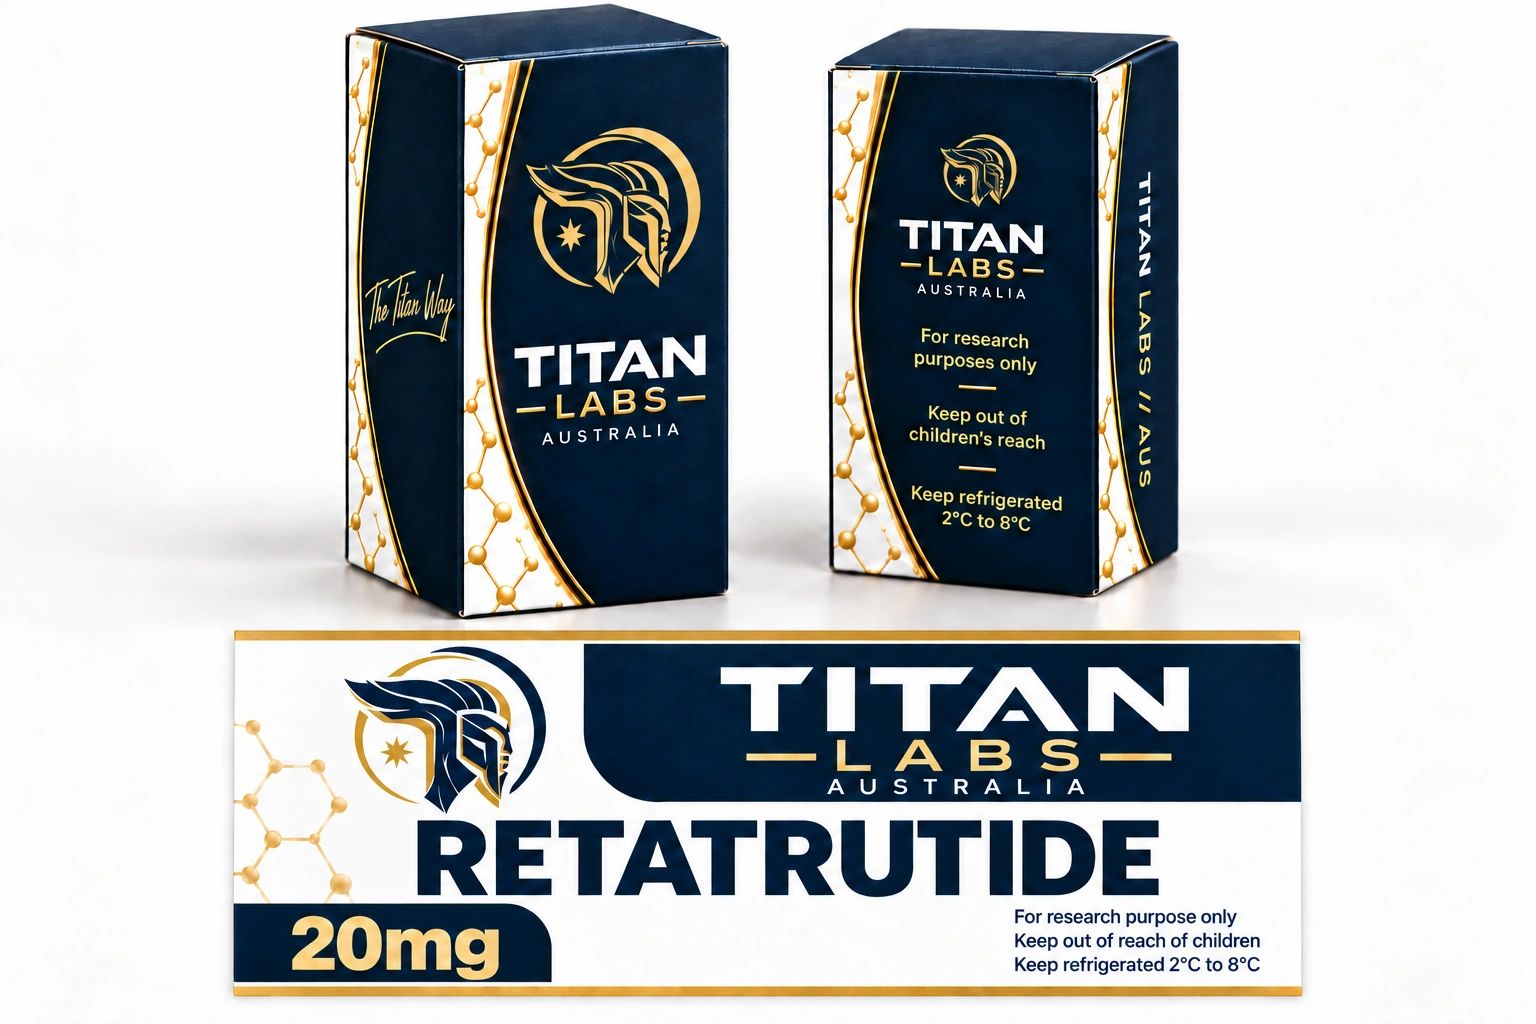 The Titan Way
TITAN
LABS
AUSTRALIA
TITAN
LABS
AUSTRALIA
For research
purposes only
Keep out of
children's reach
Keep refrigerated
2°C to 8°C
TITAN LABS // AUS
TITAN
LABS
AUSTRALIA
RETATRUTIDE
20mg
For research purpose only
Keep out of reach of children
Keep refrigerated 2°C to 8°C